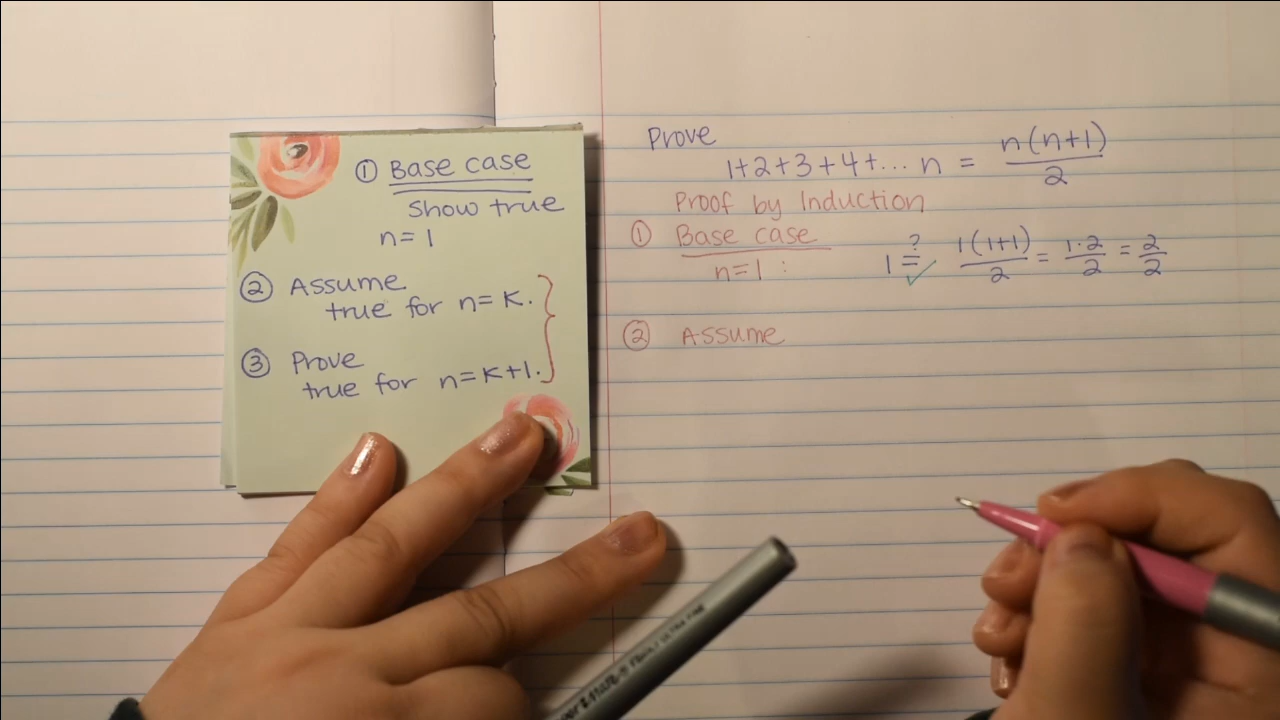 ① Base case
Show true
n=1
② Assume
true for n=K.
③ Prove
true for n=K+1.
Prove
1+2+3+4+... n = n(n+1)/2
Proof by Induction
① Base case
n=1 :
1 ?= 1(1+1)/2 = 1·2/2 = 2/2 ✓
② Assume